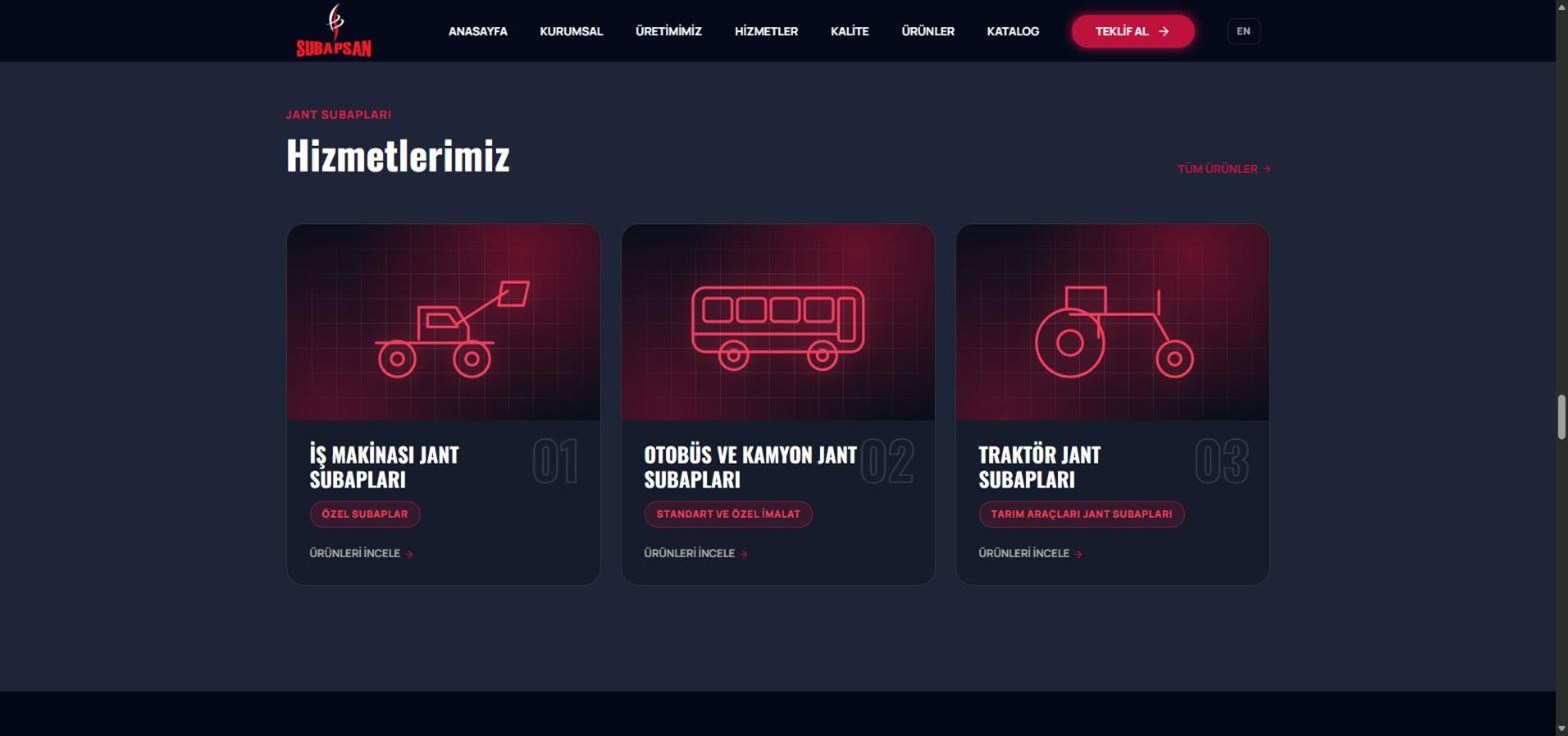 SUBAPSAN
ANASAYFA KURUMSAL ÜRETİMİMİZ HİZMETLER KALİTE ÜRÜNLER KATALOG TEKLİF AL → EN
JANT SUBAPLARI
Hizmetlerimiz
TÜM ÜRÜNLER →
İŞ MAKİNASI JANT
SUBAPLARI
01
ÖZEL SUBAPLAR
ÜRÜNLERİ İNCELE →
OTOBÜS VE KAMYON JANT
SUBAPLARI
02
STANDART VE ÖZEL İMALAT
ÜRÜNLERİ İNCELE →
TRAKTÖR JANT
SUBAPLARI
03
TARIM ARAÇLARI JANT SUBAPLARI
ÜRÜNLERİ İNCELE →